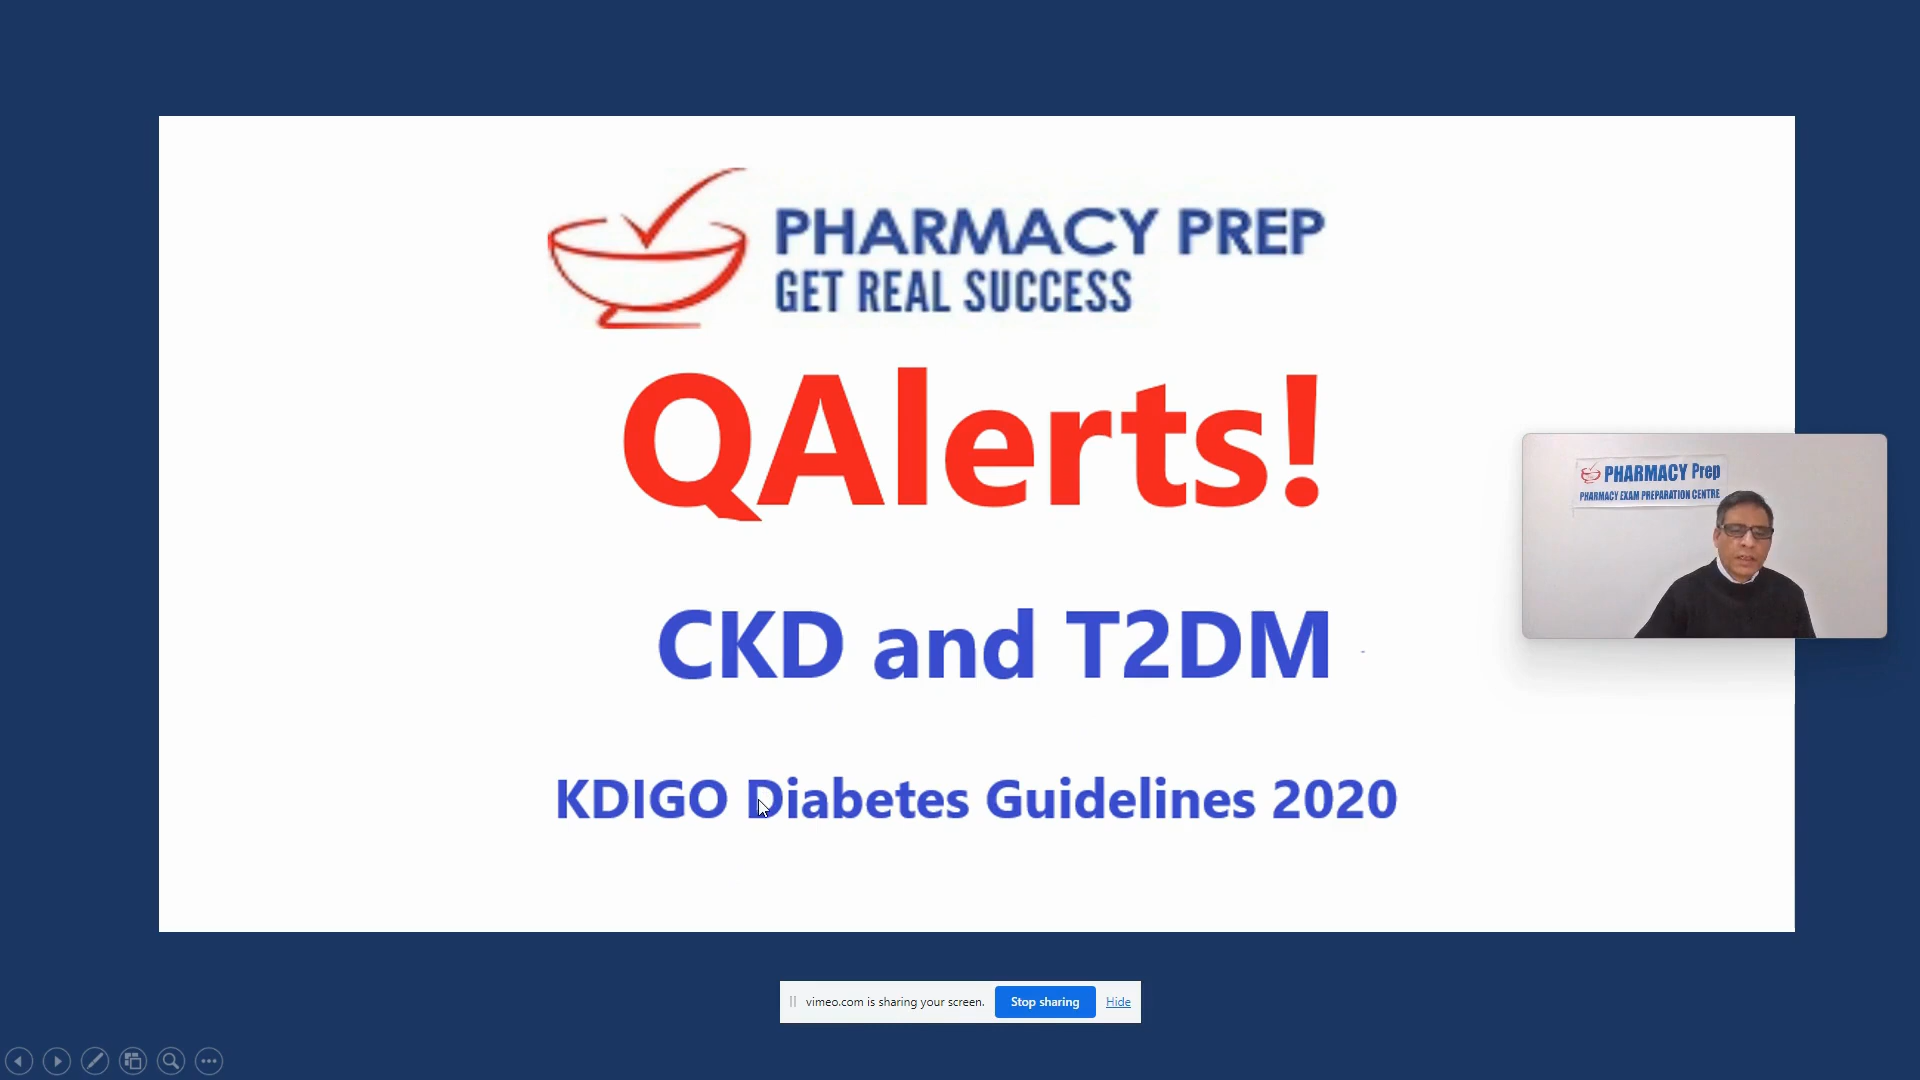 PHARMACY PREP
GET REAL SUCCESS
QAlerts!
CKD and T2DM
KDIGO Diabetes Guidelines 2020
PHARMACY Prep
PHARMACY EXAM PREPARATION CENTRE
vimeo.com is sharing your screen.
Stop sharing
Hide